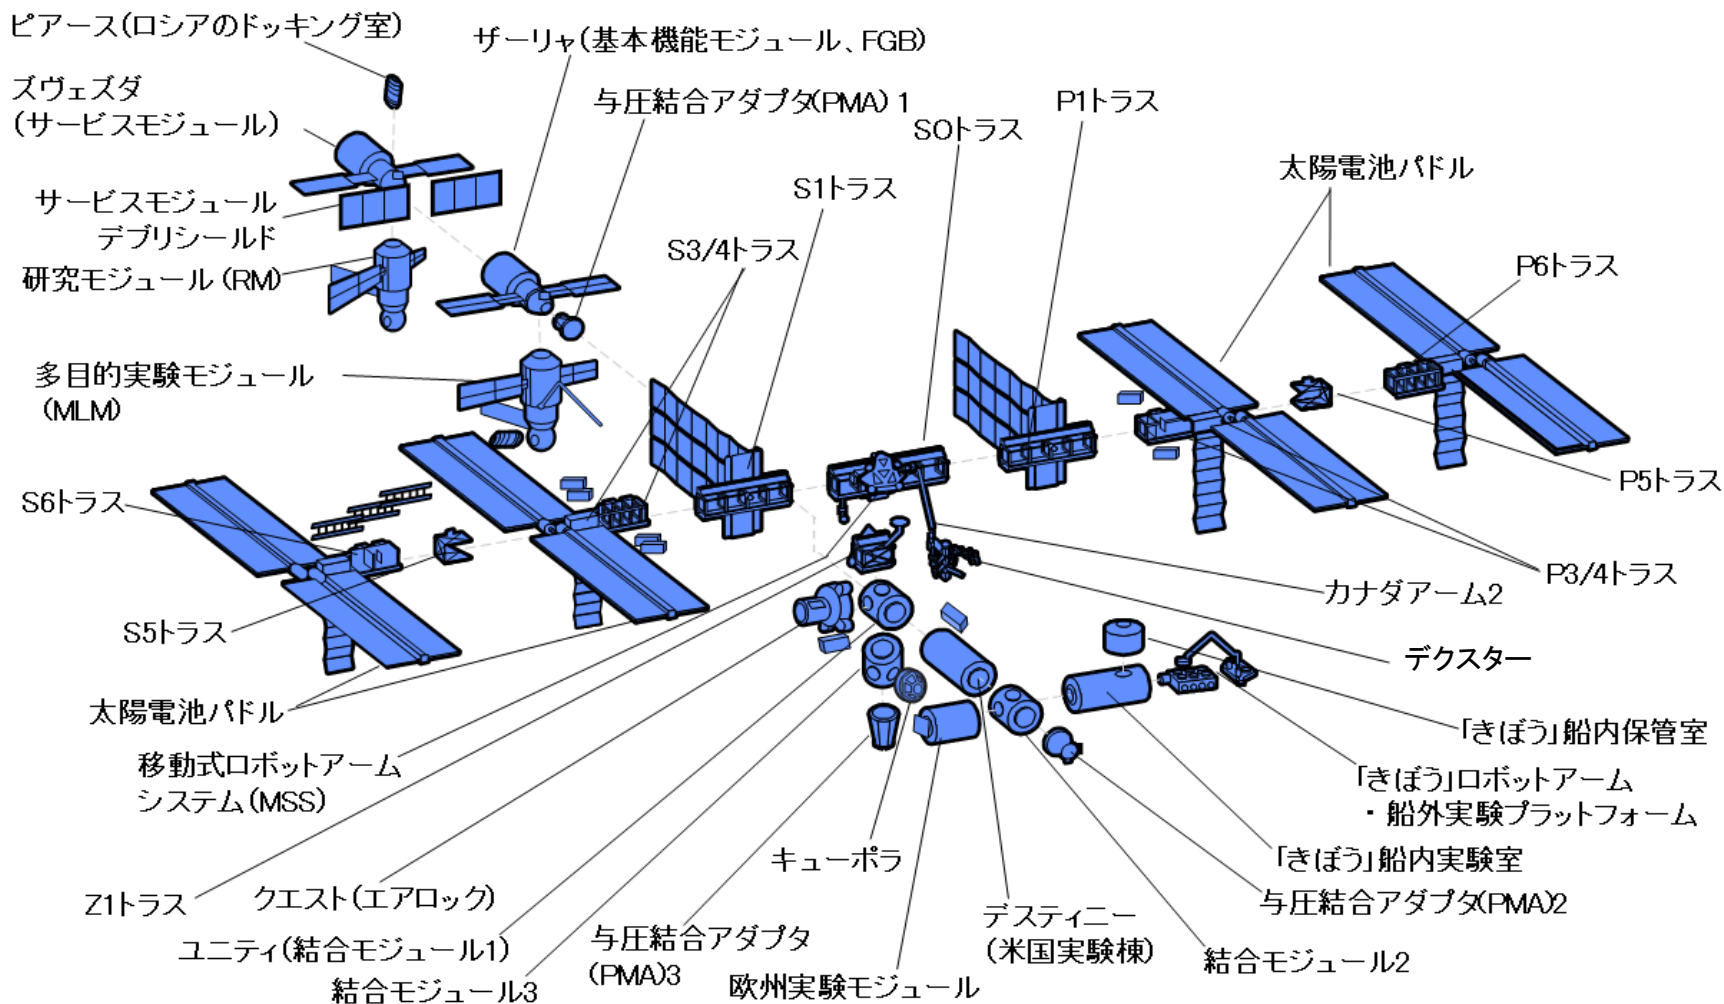 ピアース(ロシアのドッキング室)
ザーリャ(基本機能モジュール、FGB)
ズヴェズダ
(サービスモジュール)
与圧結合アダプタ(PMA) 1
P1トラス
S0トラス
太陽電池パドル
サービスモジュール
デブリシールド
S1トラス
S3/4トラス
P6トラス
研究モジュール(RM)
多目的実験モジュール
(MLM)
P5トラス
S6トラス
P3/4トラス
カナダアーム2
S5トラス
デクスター
太陽電池パドル
「きぼう」船内保管室
移動式ロボットアーム
システム(MSS)
「きぼう」ロボットアーム
・船外実験プラットフォーム
キューポラ
「きぼう」船内実験室
Z1トラス
クエスト(エアロック)
与圧結合アダプタ(PMA)2
デスティニー
(米国実験棟)
ユニティ(結合モジュール1)
与圧結合アダプタ
(PMA)3
結合モジュール2
結合モジュール3
欧州実験モジュール